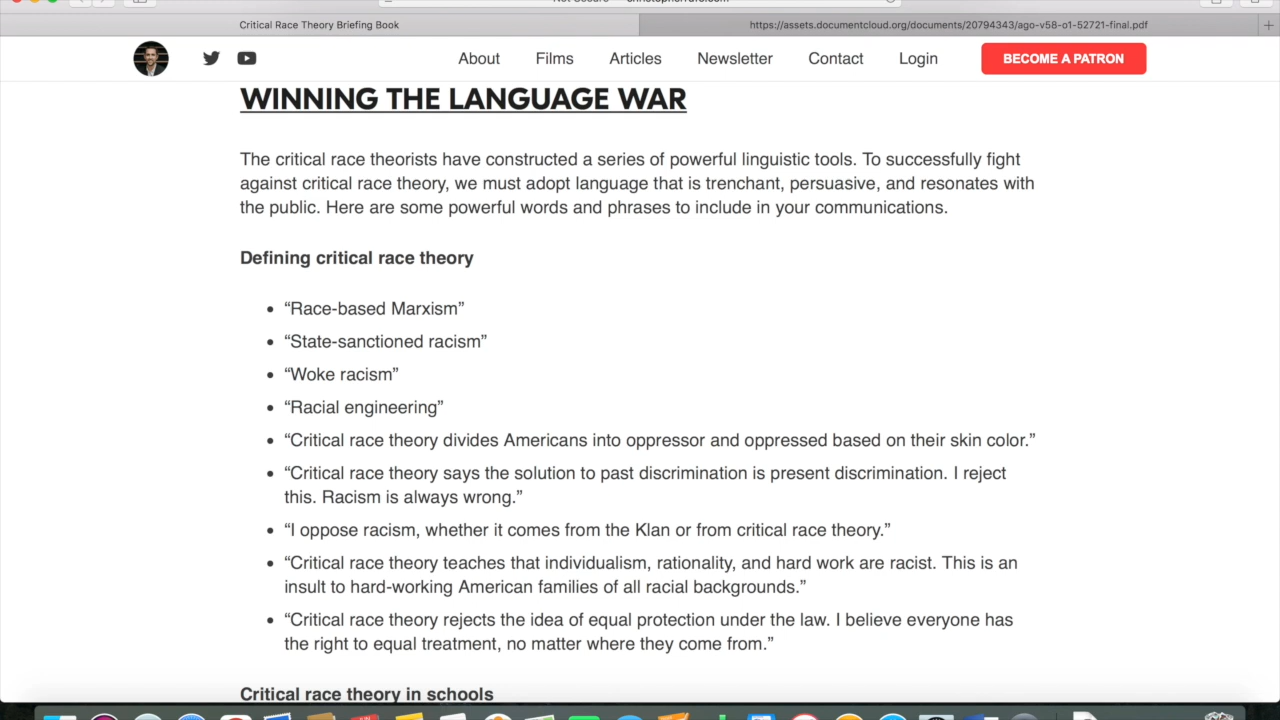 Critical Race Theory Briefing Book
https://assets.documentcloud.org/documents/20794343/ago-v58-o1-52721-final.pdf
About Films Articles Newsletter Contact Login BECOME A PATRON
WINNING THE LANGUAGE WAR
The critical race theorists have constructed a series of powerful linguistic tools. To successfully fight
against critical race theory, we must adopt language that is trenchant, persuasive, and resonates with
the public. Here are some powerful words and phrases to include in your communications.
Defining critical race theory
• “Race-based Marxism”
• “State-sanctioned racism”
• “Woke racism”
• “Racial engineering”
• “Critical race theory divides Americans into oppressor and oppressed based on their skin color.”
• “Critical race theory says the solution to past discrimination is present discrimination. I reject
this. Racism is always wrong.”
• “I oppose racism, whether it comes from the Klan or from critical race theory.”
• “Critical race theory teaches that individualism, rationality, and hard work are racist. This is an
insult to hard-working American families of all racial backgrounds.”
• “Critical race theory rejects the idea of equal protection under the law. I believe everyone has
the right to equal treatment, no matter where they come from.”
Critical race theory in schools